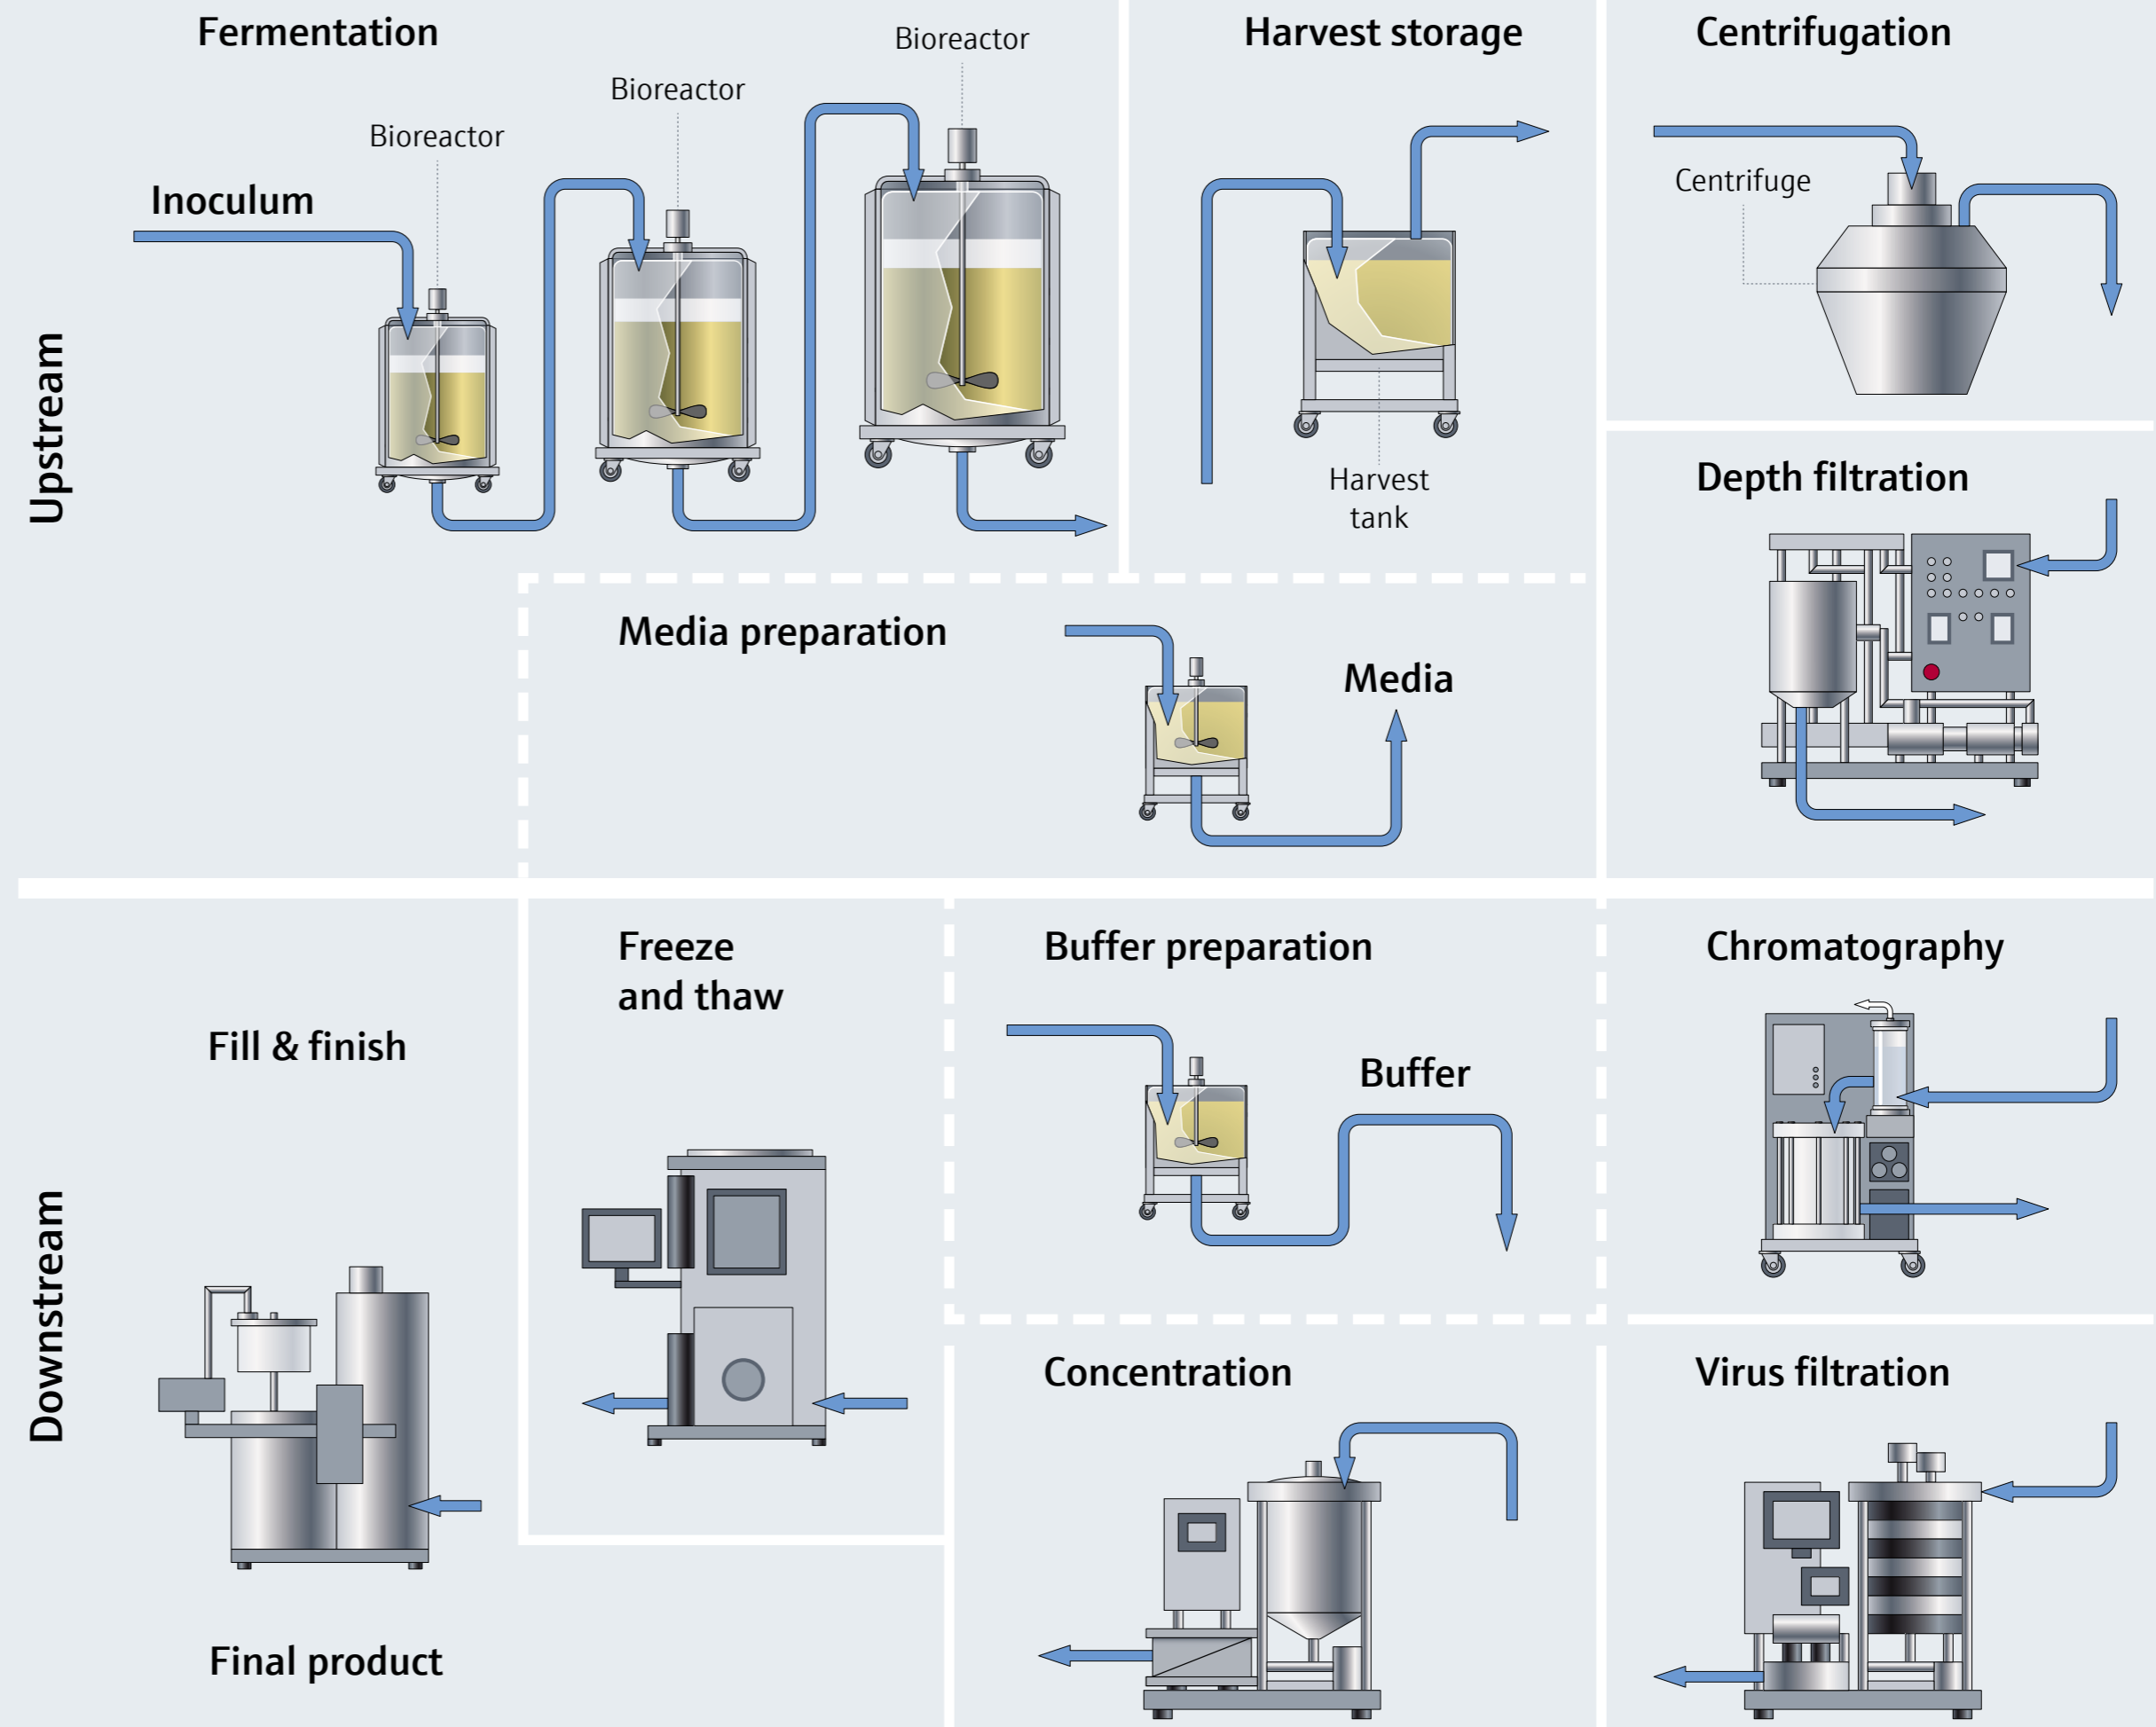 Fermentation
Bioreactor
Bioreactor
Bioreactor
Inoculum
Harvest storage
Harvest
tank
Centrifugation
Centrifuge
Upstream
Depth filtration
Media preparation
Media
Downstream
Fill & finish
Final product
Freeze
and thaw
Buffer preparation
Buffer
Chromatography
Concentration
Virus filtration